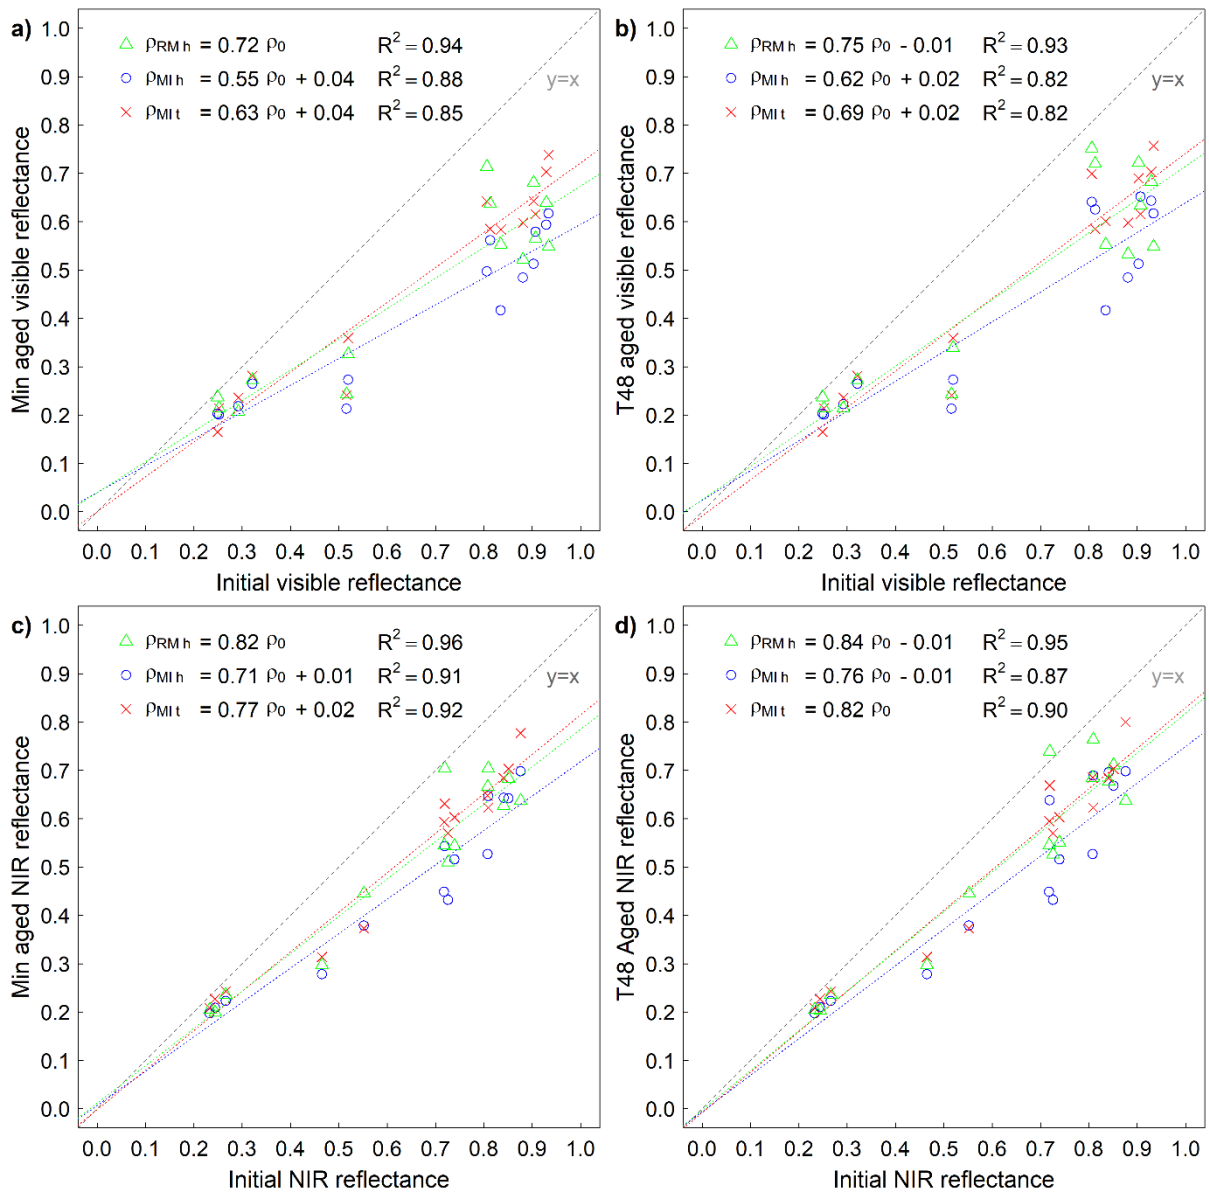 a)
ρRM h = 0.72 ρ0 R² = 0.94
ρMI h = 0.55 ρ0 + 0.04 R² = 0.88
ρMI t = 0.63 ρ0 + 0.04 R² = 0.85
y=x
Min aged visible reflectance
1.0
0.9
0.8
0.7
0.6
0.5
0.4
0.3
0.2
0.1
0.0
0.0 0.1 0.2 0.3 0.4 0.5 0.6 0.7 0.8 0.9 1.0
Initial visible reflectance
b)
ρRM h = 0.75 ρ0 - 0.01 R² = 0.93
ρMI h = 0.62 ρ0 + 0.02 R² = 0.82
ρMI t = 0.69 ρ0 + 0.02 R² = 0.82
y=x
T48 aged visible reflectance
1.0
0.9
0.8
0.7
0.6
0.5
0.4
0.3
0.2
0.1
0.0
0.0 0.1 0.2 0.3 0.4 0.5 0.6 0.7 0.8 0.9 1.0
Initial visible reflectance
c)
ρRM h = 0.82 ρ0 R² = 0.96
ρMI h = 0.71 ρ0 + 0.01 R² = 0.91
ρMI t = 0.77 ρ0 + 0.02 R² = 0.92
y=x
Min aged NIR reflectance
1.0
0.9
0.8
0.7
0.6
0.5
0.4
0.3
0.2
0.1
0.0
0.0 0.1 0.2 0.3 0.4 0.5 0.6 0.7 0.8 0.9 1.0
Initial NIR reflectance
d)
ρRM h = 0.84 ρ0 - 0.01 R² = 0.95
ρMI h = 0.76 ρ0 - 0.01 R² = 0.87
ρMI t = 0.82 ρ0 R² = 0.90
y=x
T48 Aged NIR reflectance
1.0
0.9
0.8
0.7
0.6
0.5
0.4
0.3
0.2
0.1
0.0
0.0 0.1 0.2 0.3 0.4 0.5 0.6 0.7 0.8 0.9 1.0
Initial NIR reflectance